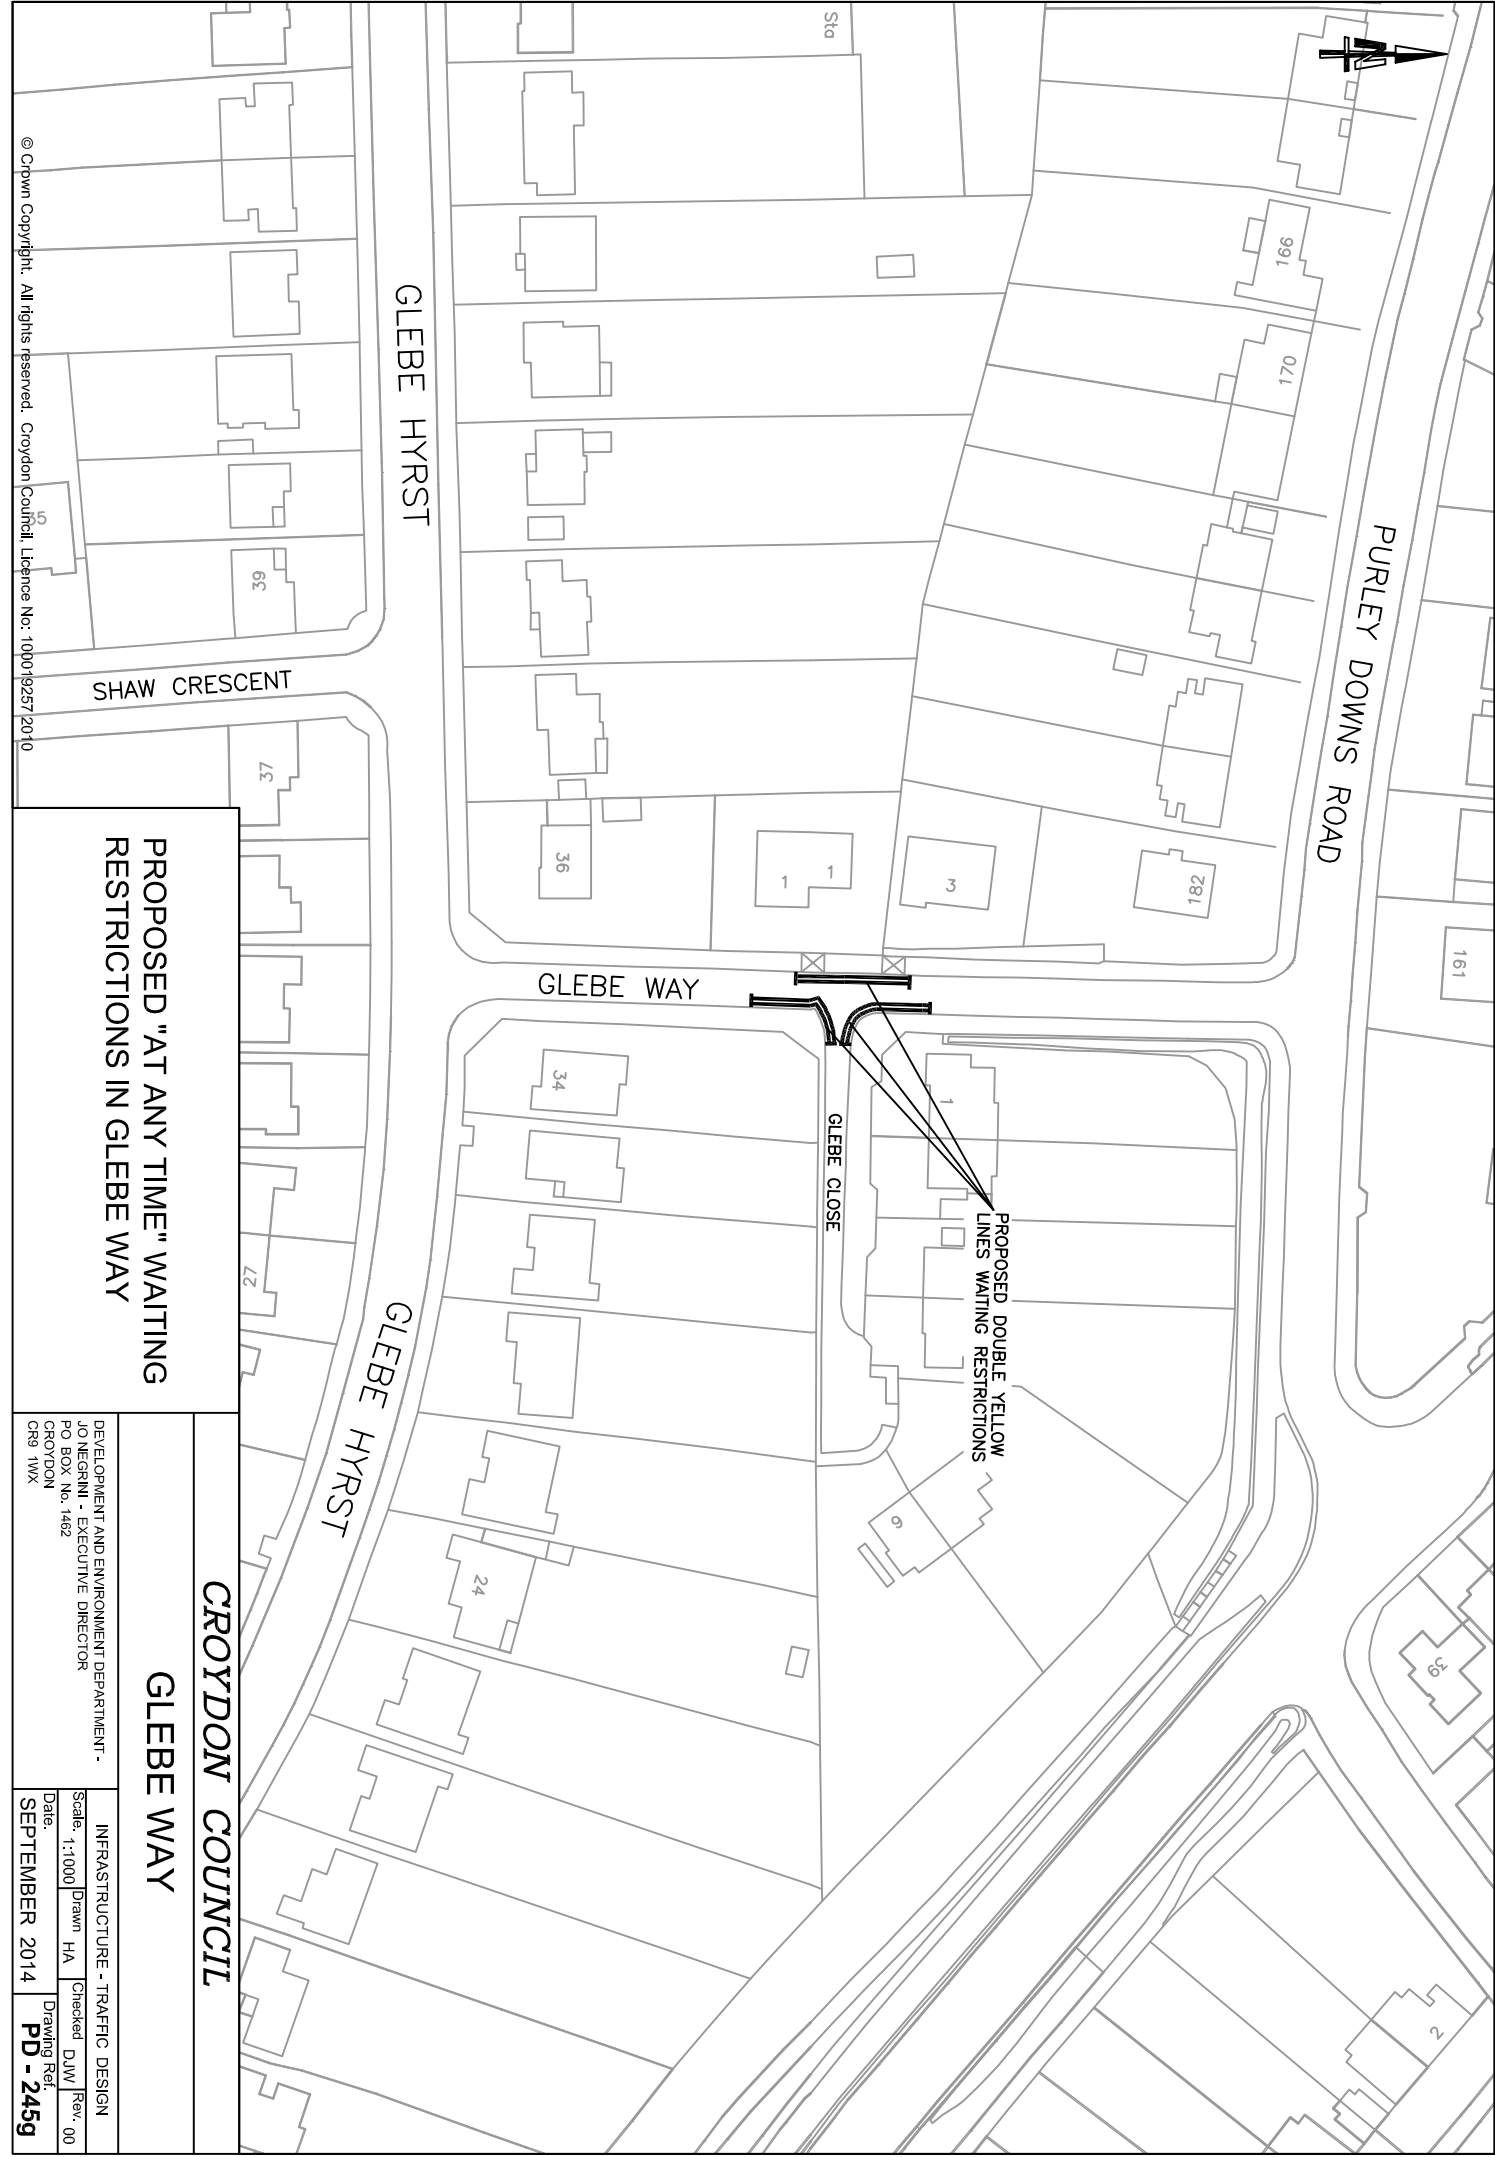 N
PURLEY DOWNS ROAD
Sta
166
170
182
161
39
2
GLEBE HYRST
36
1
1
3
GLEBE WAY
PROPOSED DOUBLE YELLOW
LINES WAITING RESTRICTIONS
1
GLEBE CLOSE
9
34
24
GLEBE HYRST
35
39
SHAW CRESCENT
37
27
© Crown Copyright. All rights reserved. Croydon Council, Licence No: 100019257 2010
PROPOSED "AT ANY TIME" WAITING
RESTRICTIONS IN GLEBE WAY
CROYDON COUNCIL
GLEBE WAY
DEVELOPMENT AND ENVIRONMENT DEPARTMENT -
JO NEGRINI - EXECUTIVE DIRECTOR
PO BOX No. 1462
CROYDON
CR9 1WX
INFRASTRUCTURE - TRAFFIC DESIGN
Scale. 1:1000 Drawn HA Checked DJW Rev. 00
Date.
SEPTEMBER 2014
Drawing Ref.
PD - 245g